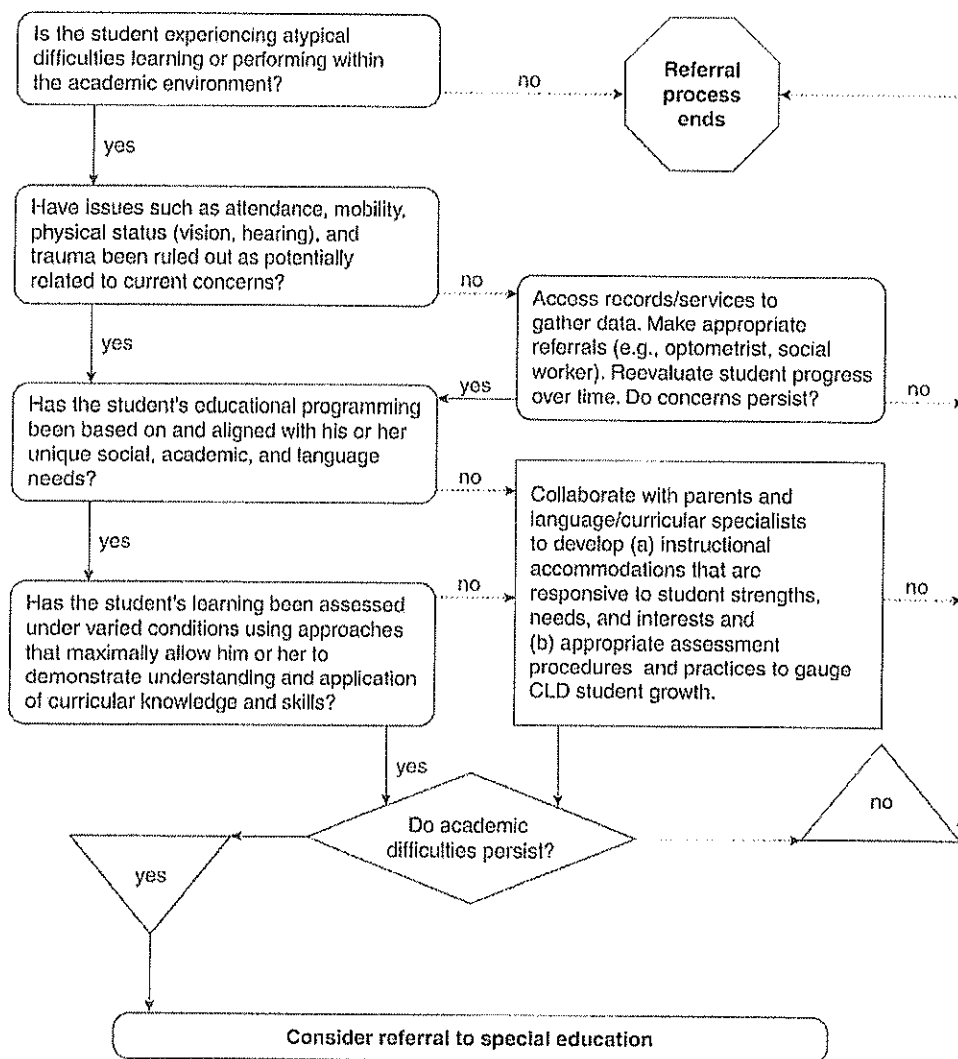 Is the student experiencing atypical
difficulties learning or performing within
the academic environment?
no
Referral
process
ends
yes
Have issues such as attendance, mobility,
physical status (vision, hearing), and
trauma been ruled out as potentially
related to current concerns?
no
Access records/services to
gather data. Make appropriate
referrals (e.g., optometrist, social
worker). Reevaluate student progress
over time. Do concerns persist?
yes
yes
no
Has the student's educational programming
been based on and aligned with his or her
unique social, academic, and language
needs?
no
Collaborate with parents and
language/curricular specialists
to develop (a) instructional
accommodations that are
responsive to student strengths,
needs, and interests and
(b) appropriate assessment
procedures and practices to gauge
CLD student growth.
no
yes
Has the student's learning been assessed
under varied conditions using approaches
that maximally allow him or her to
demonstrate understanding and application
of curricular knowledge and skills?
no
yes
Do academic
difficulties persist?
no
yes
Consider referral to special education